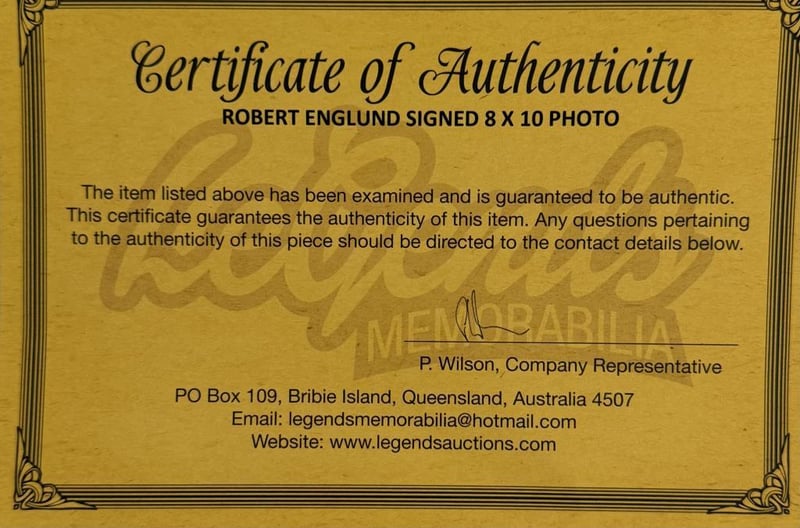 Certificate of Authenticity
ROBERT ENGLUND SIGNED 8 X 10 PHOTO
Legends
MEMORABILIA
The item listed above has been examined and is guaranteed to be authentic.
This certificate guarantees the authenticity of this item. Any questions pertaining
to the authenticity of this piece should be directed to the contact details below.
P. Wilson, Company Representative
PO Box 109, Bribie Island, Queensland, Australia 4507
Email: legendsmemorabilia@hotmail.com
Website: www.legendsauctions.com